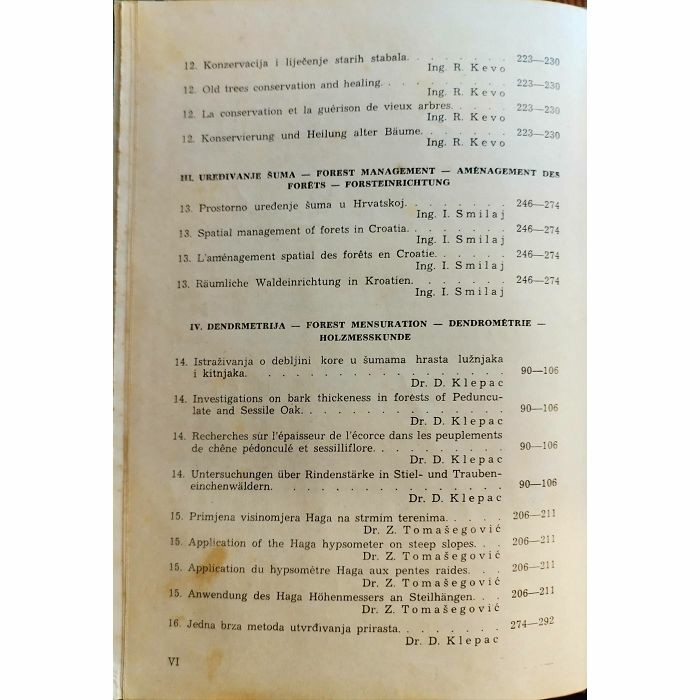 12. Konzervacija i liječenje starih stabala. . . . . . . 223—230
Ing. R. Kevo
12. Old trees conservation and healing. . . . . . . . 223—230
Ing. R. Kevo
12. La conservation et la guérison de vieux arbres. . . . . 223—230
Ing. R. Kevo
12. Konservierung und Heilung alter Bäume. . . . . . . 223—230
Ing. R. Kevo
III. UREĐIVANJE ŠUMA — FOREST MANAGEMENT — AMÉNAGEMENT DES
FORÊTS — FORSTEINRICHTUNG
13. Prostorno uređenje šuma u Hrvatskoj. . . . . . . . 246—274
Ing. I. Smilaj
13. Spatial management of forets in Croatia. . . . . . . 246—274
Ing. I. Smilaj
13. L'aménagement spatial des forêts en Croatie. . . . . . 246—274
Ing. I. Smilaj
13. Räumliche Waldeinrichtung in Kroatien. . . . . . . 246—274
Ing. I. Smilaj
IV. DENDRMETRIJA — FOREST MENSURATION — DENDROMÉTRIE —
HOLZMESSKUNDE
14. Istraživanja o debljini kore u šumama hrasta lužnjaka
i kitnjaka. . . . . . . . . . . . . . . . . 90—106
Dr. D. Klepac
14. Investigations on bark thickness in forests of Peduncu-
late and Sessile Oak. . . . . . . . . . . . . 90—106
Dr. D. Klepac
14. Recherches sur l'épaisseur de l'écorce dans les peuplements
de chêne pédonculé et sessilliflore. . . . . . . . . 90—106
Dr. D. Klepac
14. Untersuchungen über Rindenstärke in Stiel- und Trauben-
eichenwäldern. . . . . . . . . . . . . . . 90—106
Dr. D. Klepac
15. Primjena visinomjera Haga na strmim terenima. . . . . 206—211
Dr. Z. Tomašegović
15. Application of the Haga hypsometer on steep slopes. . . 206—211
Dr. Z. Tomašegović
15. Application du hypsomètre Haga aux pentes raides. . . 206—211
Dr. Z. Tomašegović
15. Anwendung des Haga Höhenmessers an Steilhängen. . . 206—211
Dr. Z. Tomašegović
16. Jedna brza metoda utvrđivanja prirasta. . . . . . . 274—292
Dr. D. Klepac
VI